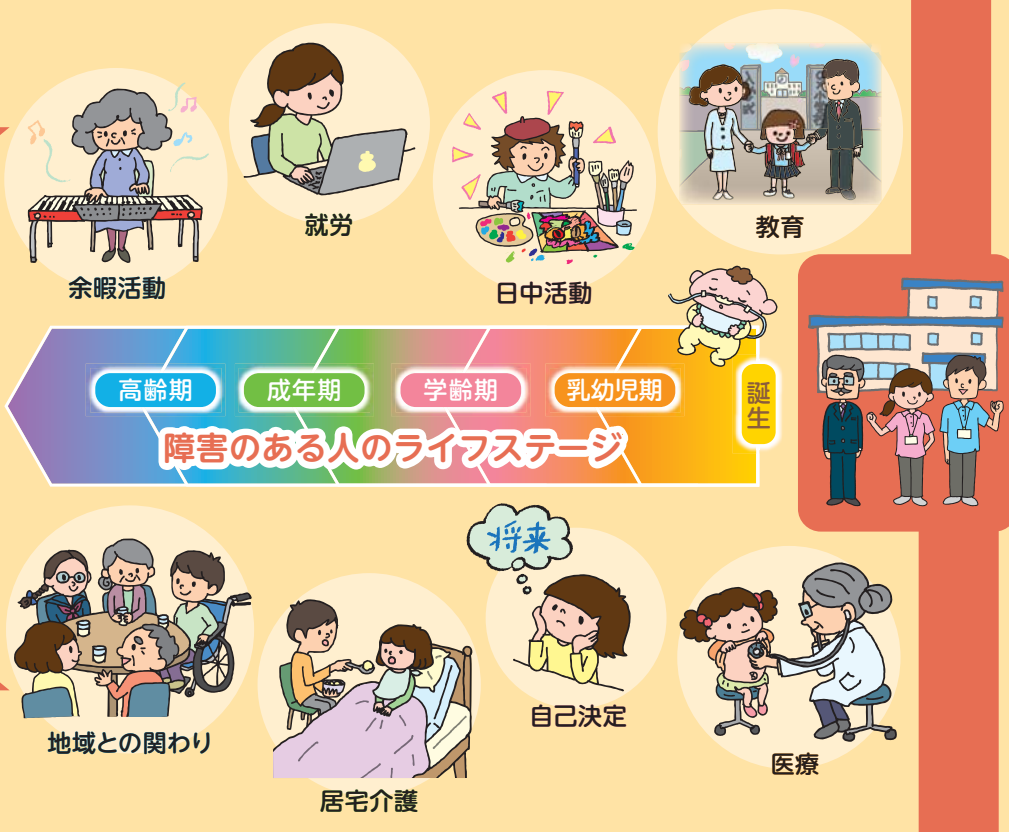 余暇活動
就労
日中活動
教育
高齢期
成年期
学齢期
乳幼児期
誕生
障害のある人のライフステージ
将来
地域との関わり
居宅介護
自己決定
医療